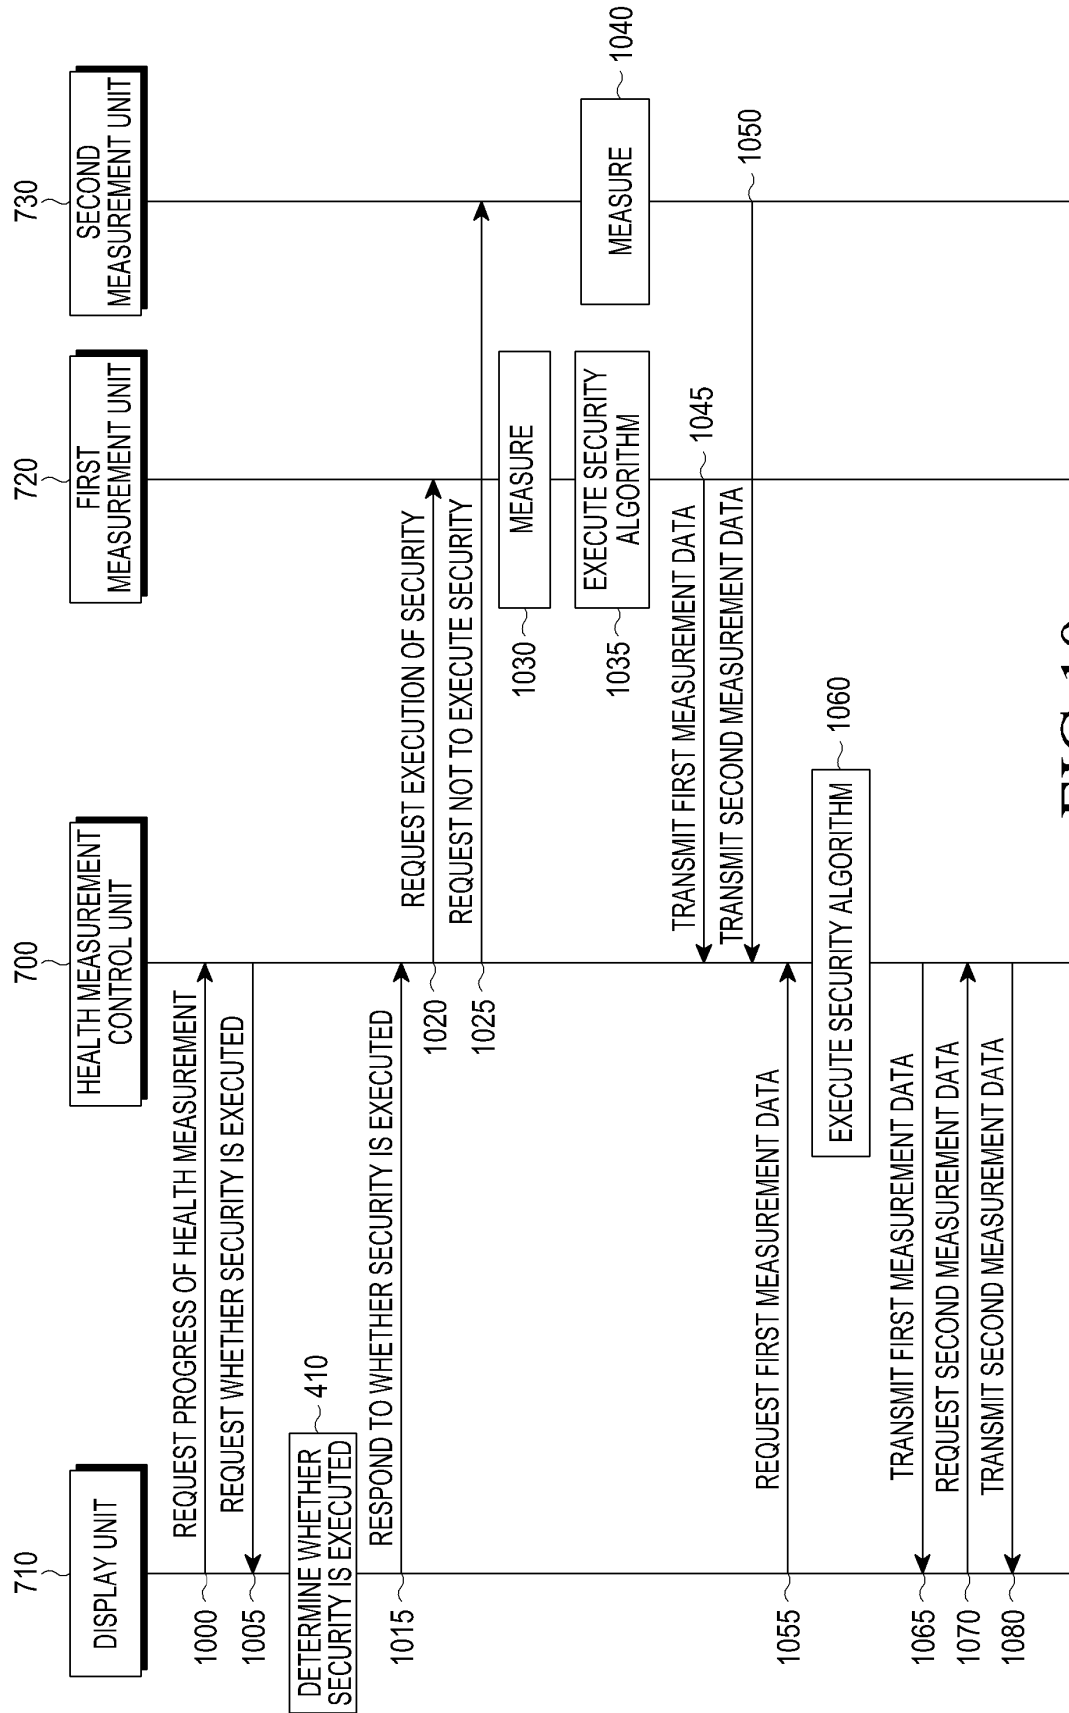 710
DISPLAY UNIT
700
HEALTH MEASUREMENT
CONTROL UNIT
720
FIRST
MEASUREMENT UNIT
730
SECOND
MEASUREMENT UNIT
REQUEST PROGRESS OF HEALTH MEASUREMENT
1000
REQUEST WHETHER SECURITY IS EXECUTED
1005
DETERMINE WHETHER
SECURITY IS EXECUTED
410
RESPOND TO WHETHER SECURITY IS EXECUTED
1015
REQUEST EXECUTION OF SECURITY
1020
REQUEST NOT TO EXECUTE SECURITY
1025
MEASURE
1030
EXECUTE SECURITY
ALGORITHM
1035
MEASURE
1040
TRANSMIT FIRST MEASUREMENT DATA
1045
TRANSMIT SECOND MEASUREMENT DATA
1050
REQUEST FIRST MEASUREMENT DATA
1055
EXECUTE SECURITY ALGORITHM
1060
TRANSMIT FIRST MEASUREMENT DATA
1065
REQUEST SECOND MEASUREMENT DATA
1070
TRANSMIT SECOND MEASUREMENT DATA
1080